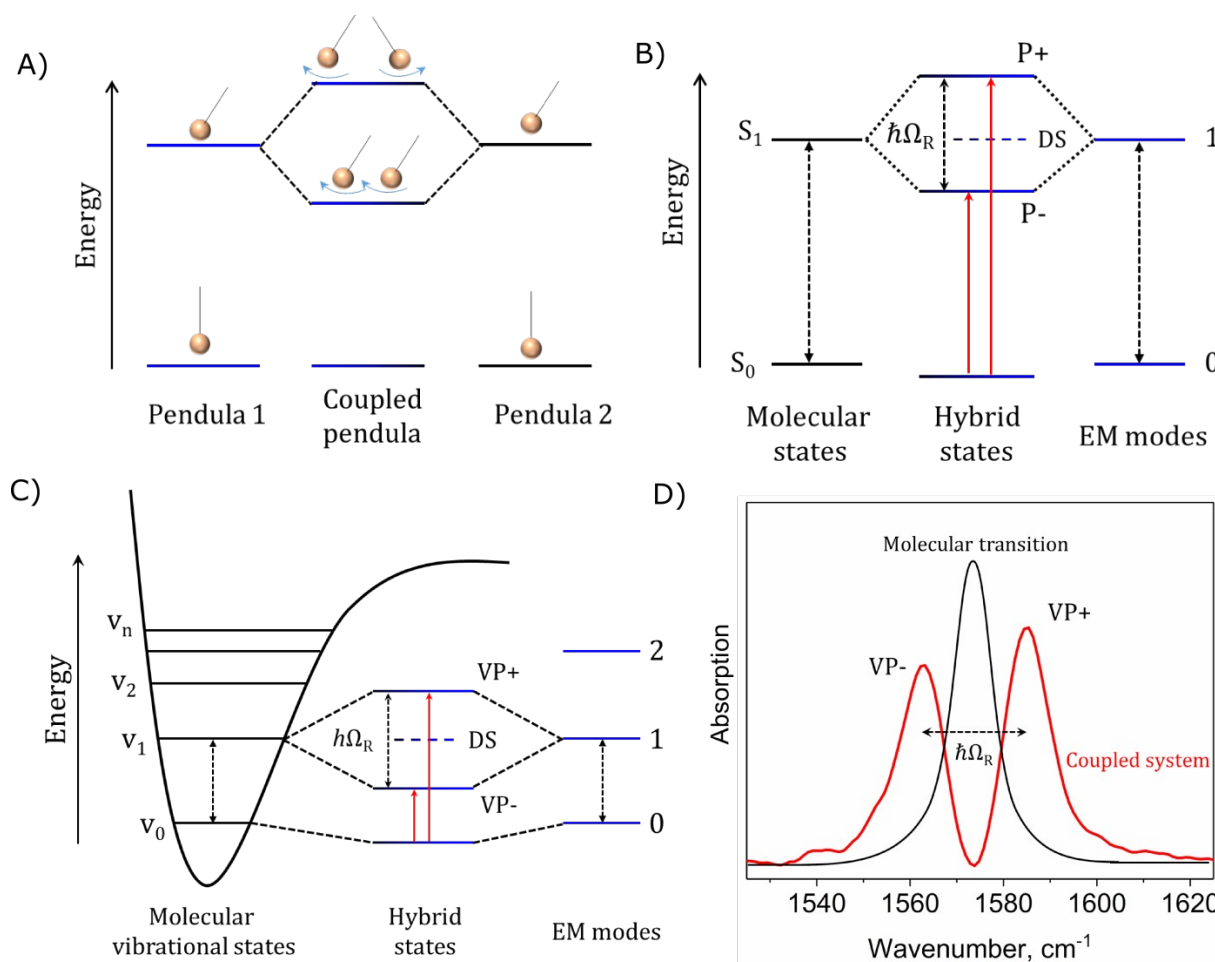 A)
Energy
Pendula 1
Coupled
pendula
Pendula 2
B)
Energy
P+
S1
ℏΩR
DS
1
P-
S0
0
Molecular
states
Hybrid
states
EM modes
C)
Energy
vn
v2
v1
v0
VP+
hΩR
DS
VP-
2
1
0
Molecular
vibrational states
Hybrid
states
EM modes
D)
Absorption
Molecular transition
VP+
VP-
ℏΩR
Coupled system
1540 1560 1580 1600 1620
Wavenumber, cm-1